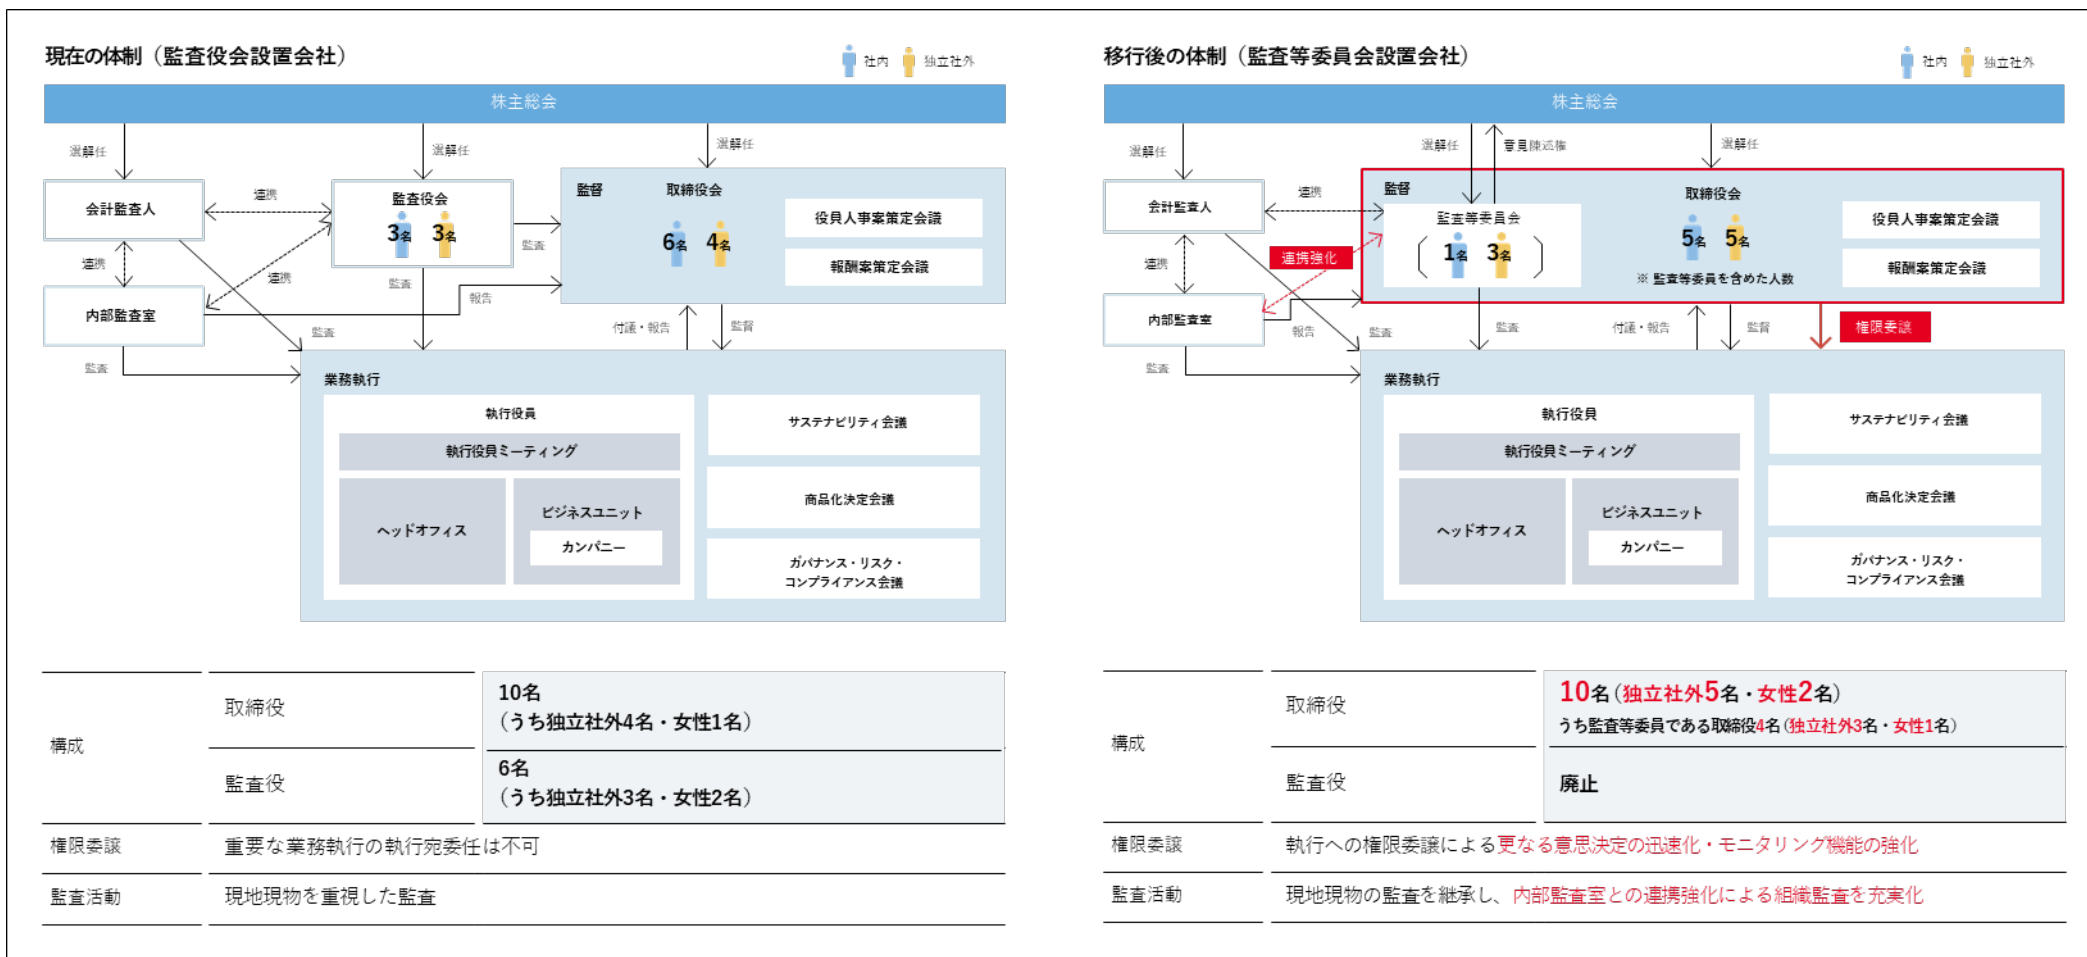 現在の体制（監査役会設置会社）
社内
独立社外
株主総会
選解任
選解任
選解任
会計監査人
連携
監査役会
3名 3名
監督
取締役会
6名 4名
役員人事案策定会議
報酬案策定会議
監査
連携
連携
監査
内部監査室
報告
監査
付議・報告
監督
監査
業務執行
執行役員
執行役員ミーティング
ヘッドオフィス
ビジネスユニット
カンパニー
サステナビリティ会議
商品化決定会議
ガバナンス・リスク・
コンプライアンス会議
構成
取締役
10名
（うち独立社外4名・女性1名）
監査役
6名
（うち独立社外3名・女性2名）
権限委譲
重要な業務執行の執行宛委任は不可
監査活動
現地現物を重視した監査
移行後の体制（監査等委員会設置会社）
社内
独立社外
株主総会
選解任
選解任
意見陳述権
選解任
会計監査人
連携
監督
監査等委員会
（1名 3名）
取締役会
5名 5名
※ 監査等委員を含めた人数
役員人事案策定会議
報酬案策定会議
連携
連携強化
内部監査室
報告
監査
監査
付議・報告
監督
権限委譲
監査
業務執行
執行役員
執行役員ミーティング
ヘッドオフィス
ビジネスユニット
カンパニー
サステナビリティ会議
商品化決定会議
ガバナンス・リスク・
コンプライアンス会議
構成
取締役
10名（独立社外5名・女性2名）
うち監査等委員である取締役4名（独立社外3名・女性1名）
監査役
廃止
権限委譲
執行への権限委譲による更なる意思決定の迅速化・モニタリング機能の強化
監査活動
現地現物の監査を継承し、内部監査室との連携強化による組織監査を充実化